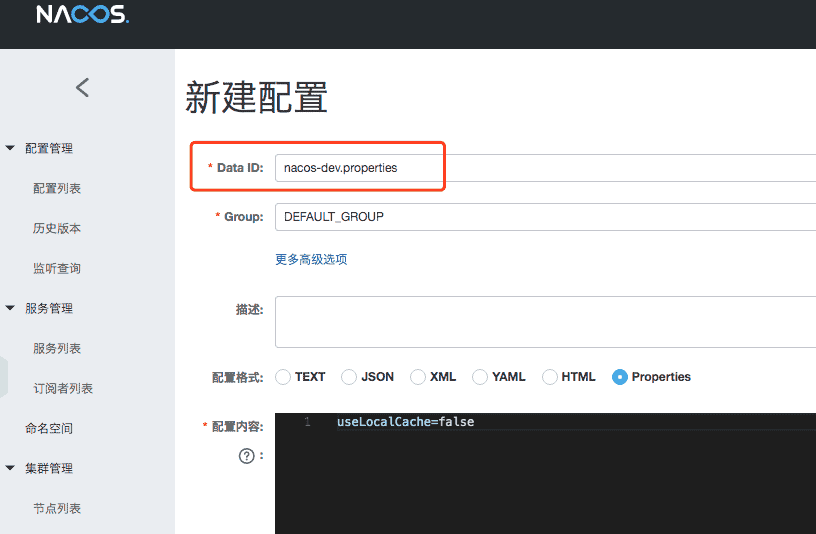 NACOS.
新建配置
配置管理
配置列表
历史版本
监听查询
服务管理
服务列表
订阅者列表
命名空间
集群管理
节点列表
* Data ID: nacos-dev.properties
* Group: DEFAULT_GROUP
更多高级选项
描述:
配置格式: TEXT JSON XML YAML HTML Properties
* 配置内容: 1 useLocalCache=false
? :